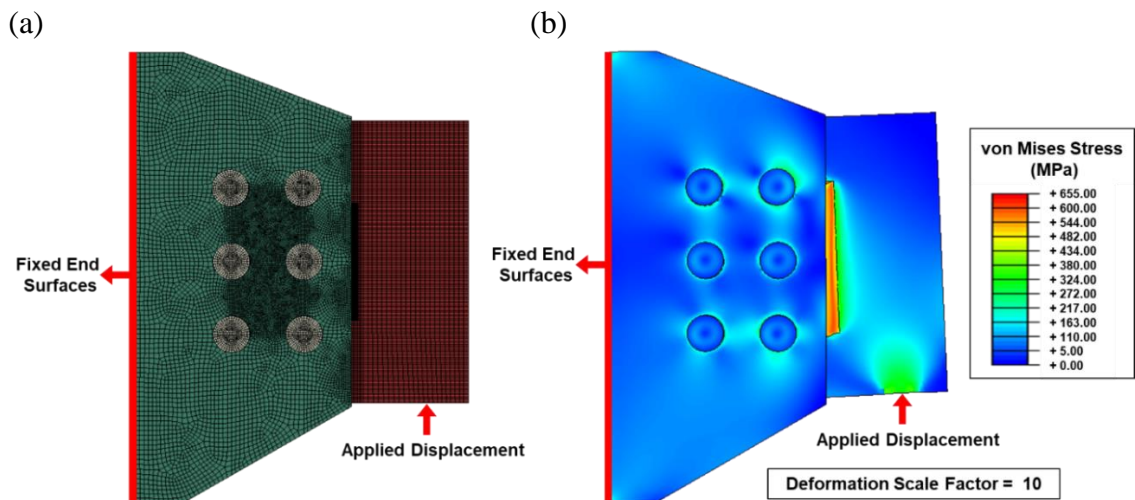 (a)
Fixed End
Surfaces
Applied Displacement
(b)
Fixed End
Surfaces
Applied Displacement
Deformation Scale Factor = 10
von Mises Stress
(MPa)
+ 655.00
+ 600.00
+ 544.00
+ 482.00
+ 434.00
+ 380.00
+ 324.00
+ 272.00
+ 217.00
+ 163.00
+ 110.00
+ 5.00
+ 0.00